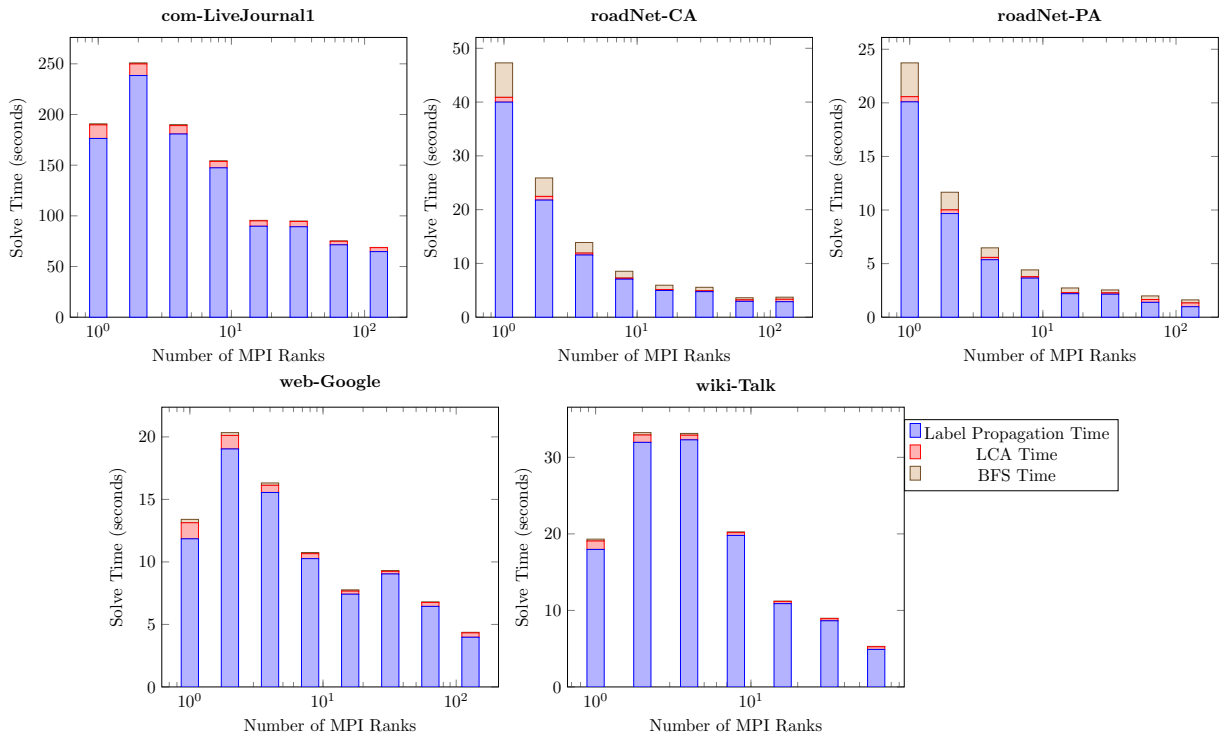 com-LiveJournal1
250
200
150
100
50
0
Solve Time (seconds)
10^0
10^1
10^2
Number of MPI Ranks
roadNet-CA
50
40
30
20
10
0
Solve Time (seconds)
10^0
10^1
10^2
Number of MPI Ranks
roadNet-PA
25
20
15
10
5
0
Solve Time (seconds)
10^0
10^1
10^2
Number of MPI Ranks
web-Google
20
15
10
5
0
Solve Time (seconds)
10^0
10^1
10^2
Number of MPI Ranks
wiki-Talk
30
20
10
0
Solve Time (seconds)
10^0
10^1
Number of MPI Ranks
Label Propagation Time
LCA Time
BFS Time